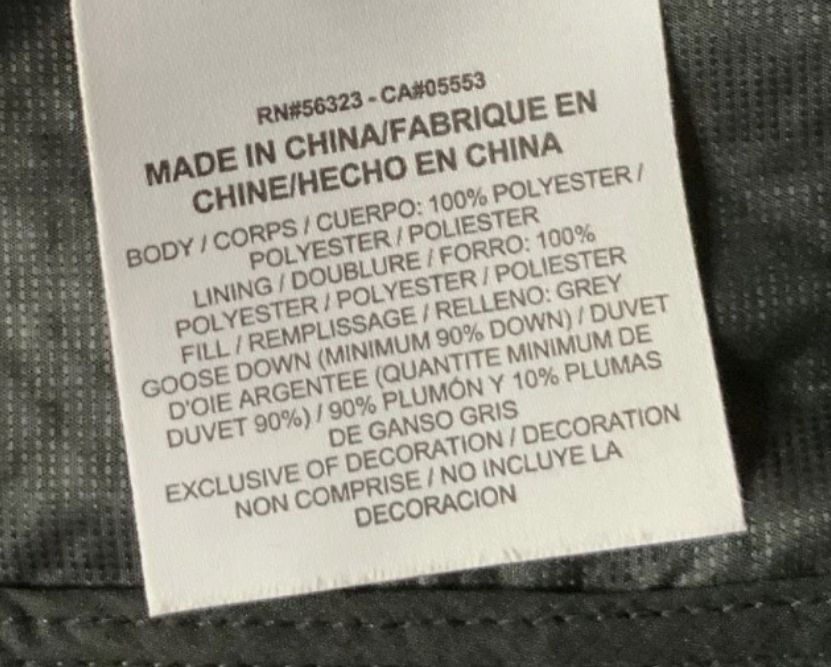 RN#56323 - CA#05553
MADE IN CHINA/FABRIQUE EN
CHINE/HECHO EN CHINA
BODY / CORPS / CUERPO: 100% POLYESTER /
POLYESTER / POLIESTER
LINING / DOUBLURE / FORRO: 100%
POLYESTER / POLYESTER / POLIESTER
FILL / REMPLISSAGE / RELLENO: GREY
GOOSE DOWN (MINIMUM 90% DOWN) / DUVET
D'OIE ARGENTEE (QUANTITE MINIMUM DE
DUVET 90%) / 90% PLUMÓN Y 10% PLUMAS
DE GANSO GRIS
EXCLUSIVE OF DECORATION / DECORATION
NON COMPRISE / NO INCLUYE LA
DECORACION